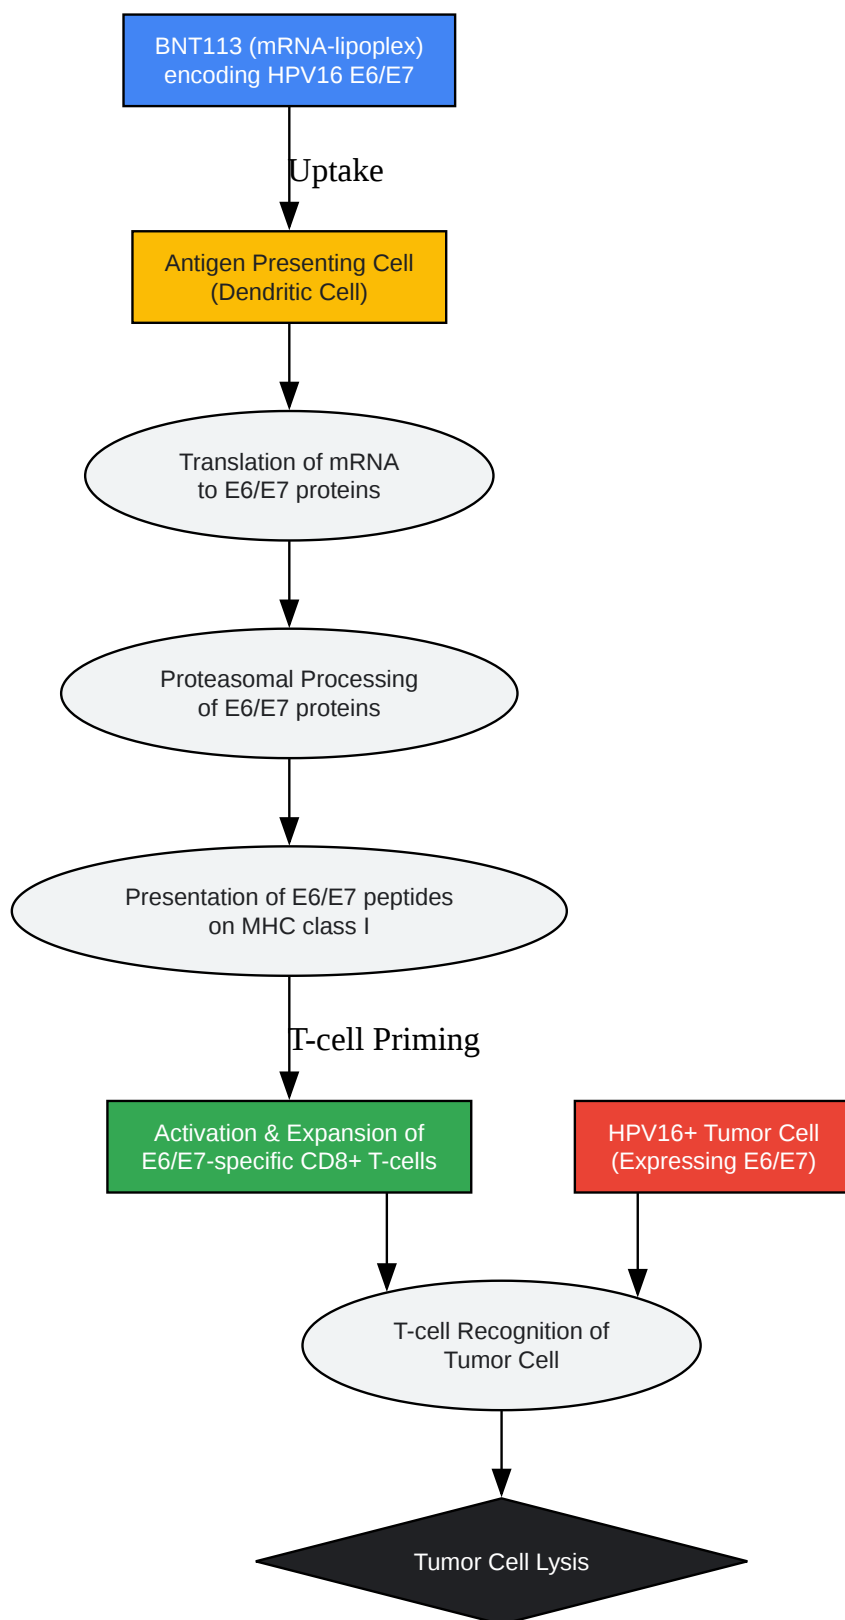 BNT113 (mRNA-lipoplex)
encoding HPV16 E6/E7
Uptake
Antigen Presenting Cell
(Dendritic Cell)
Translation of mRNA
to E6/E7 proteins
Proteasomal Processing
of E6/E7 proteins
Presentation of E6/E7 peptides
on MHC class I
T-cell Priming
Activation & Expansion of
E6/E7-specific CD8+ T-cells
HPV16+ Tumor Cell
(Expressing E6/E7)
T-cell Recognition of
Tumor Cell
Tumor Cell Lysis